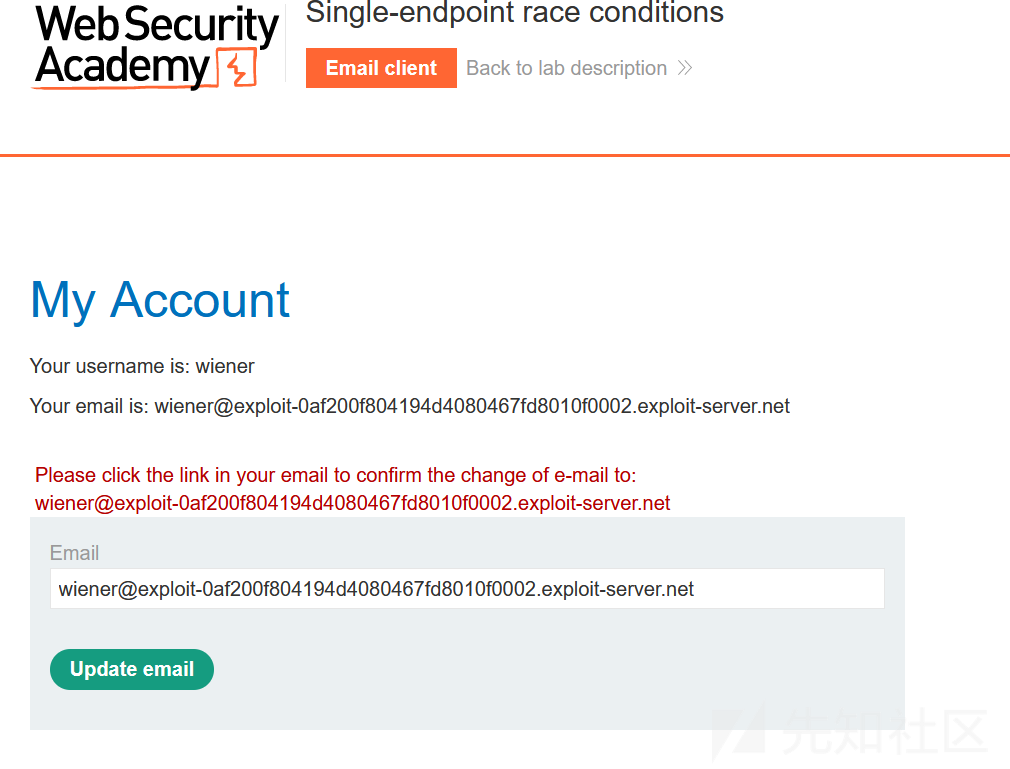 Web Security
Academy
Single-endpoint race conditions
Email client
Back to lab description
My Account
Your username is: wiener
Your email is: wiener@exploit-0af200f804194d4080467fd8010f0002.exploit-server.net
Please click the link in your email to confirm the change of e-mail to:
wiener@exploit-0af200f804194d4080467fd8010f0002.exploit-server.net
Email
wiener@exploit-0af200f804194d4080467fd8010f0002.exploit-server.net
Update email
先知社区